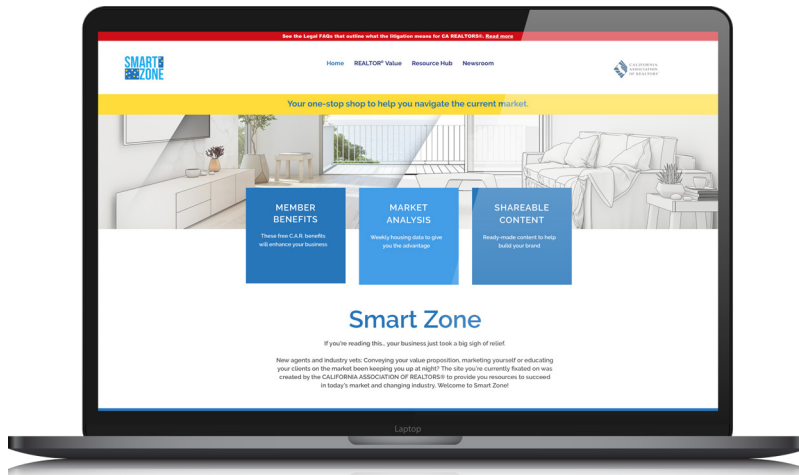 See the Legal FAQs that outline what the litigation means for CA REALTORS®. Read more
SMART
ZONE
Home REALTOR® Value Resource Hub Newsroom
CALIFORNIA
ASSOCIATION
OF REALTORS®
Your one-stop shop to help you navigate the current market.
MEMBER
BENEFITS
These free C.A.R. benefits
will enhance your business
MARKET
ANALYSIS
Weekly housing data to give
you the advantage
SHAREABLE
CONTENT
Ready-made content to help
build your brand
Smart Zone
If you're reading this.. your business just took a big sigh of relief.
New agents and industry vets: Conveying your value proposition, marketing yourself or educating
your clients on the market been keeping you up at night? The site you're currently fixated on was
created by the CALIFORNIA ASSOCIATION OF REALTORS® to provide you resources to succeed
in today's market and changing industry. Welcome to Smart Zone!
Laptop